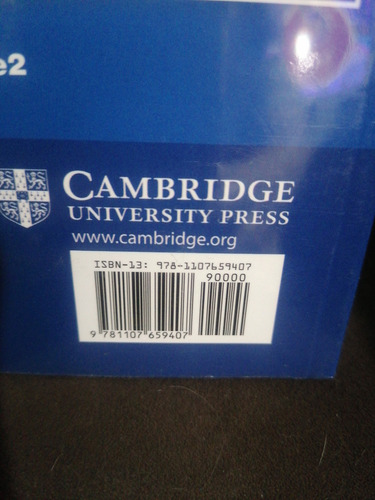 e2
CAMBRIDGE
UNIVERSITY PRESS
www.cambridge.org
ISBN-13: 978-1107659407
90000
9 781107 659407